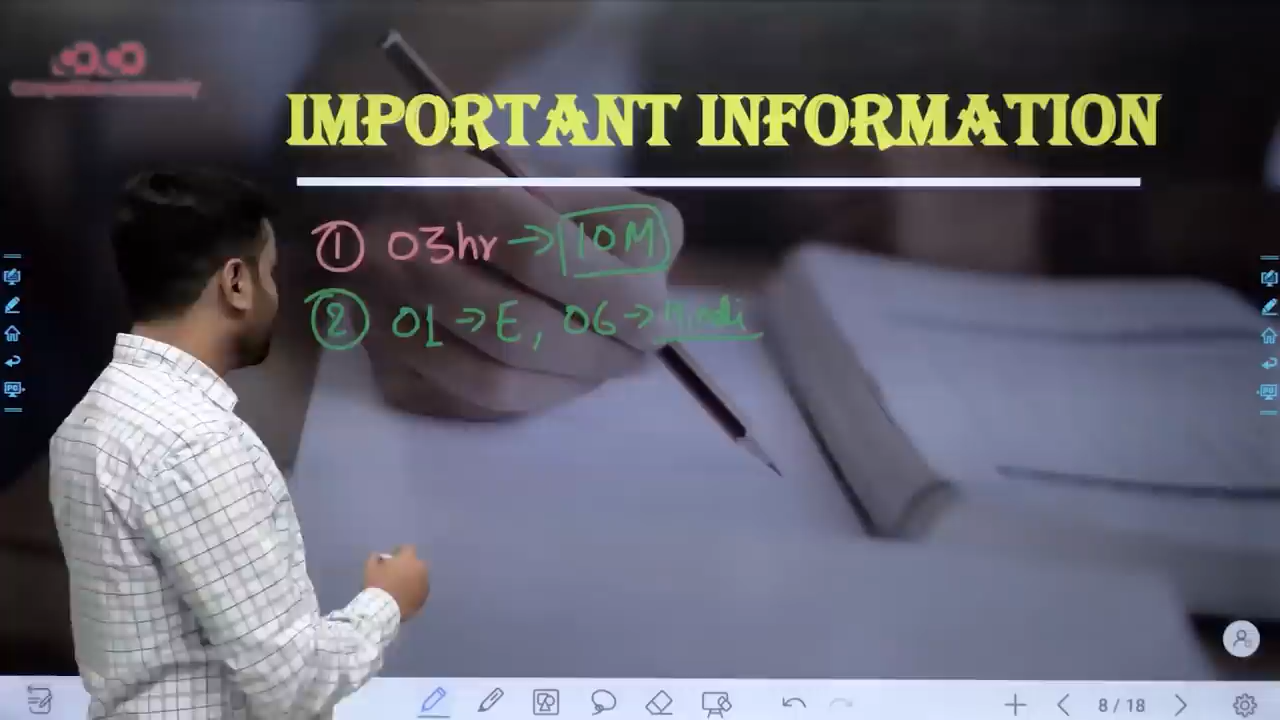 IMPORTANT INFORMATION
① 03hr → 10M
② 01 → E, 06 → Hindi
8 / 18